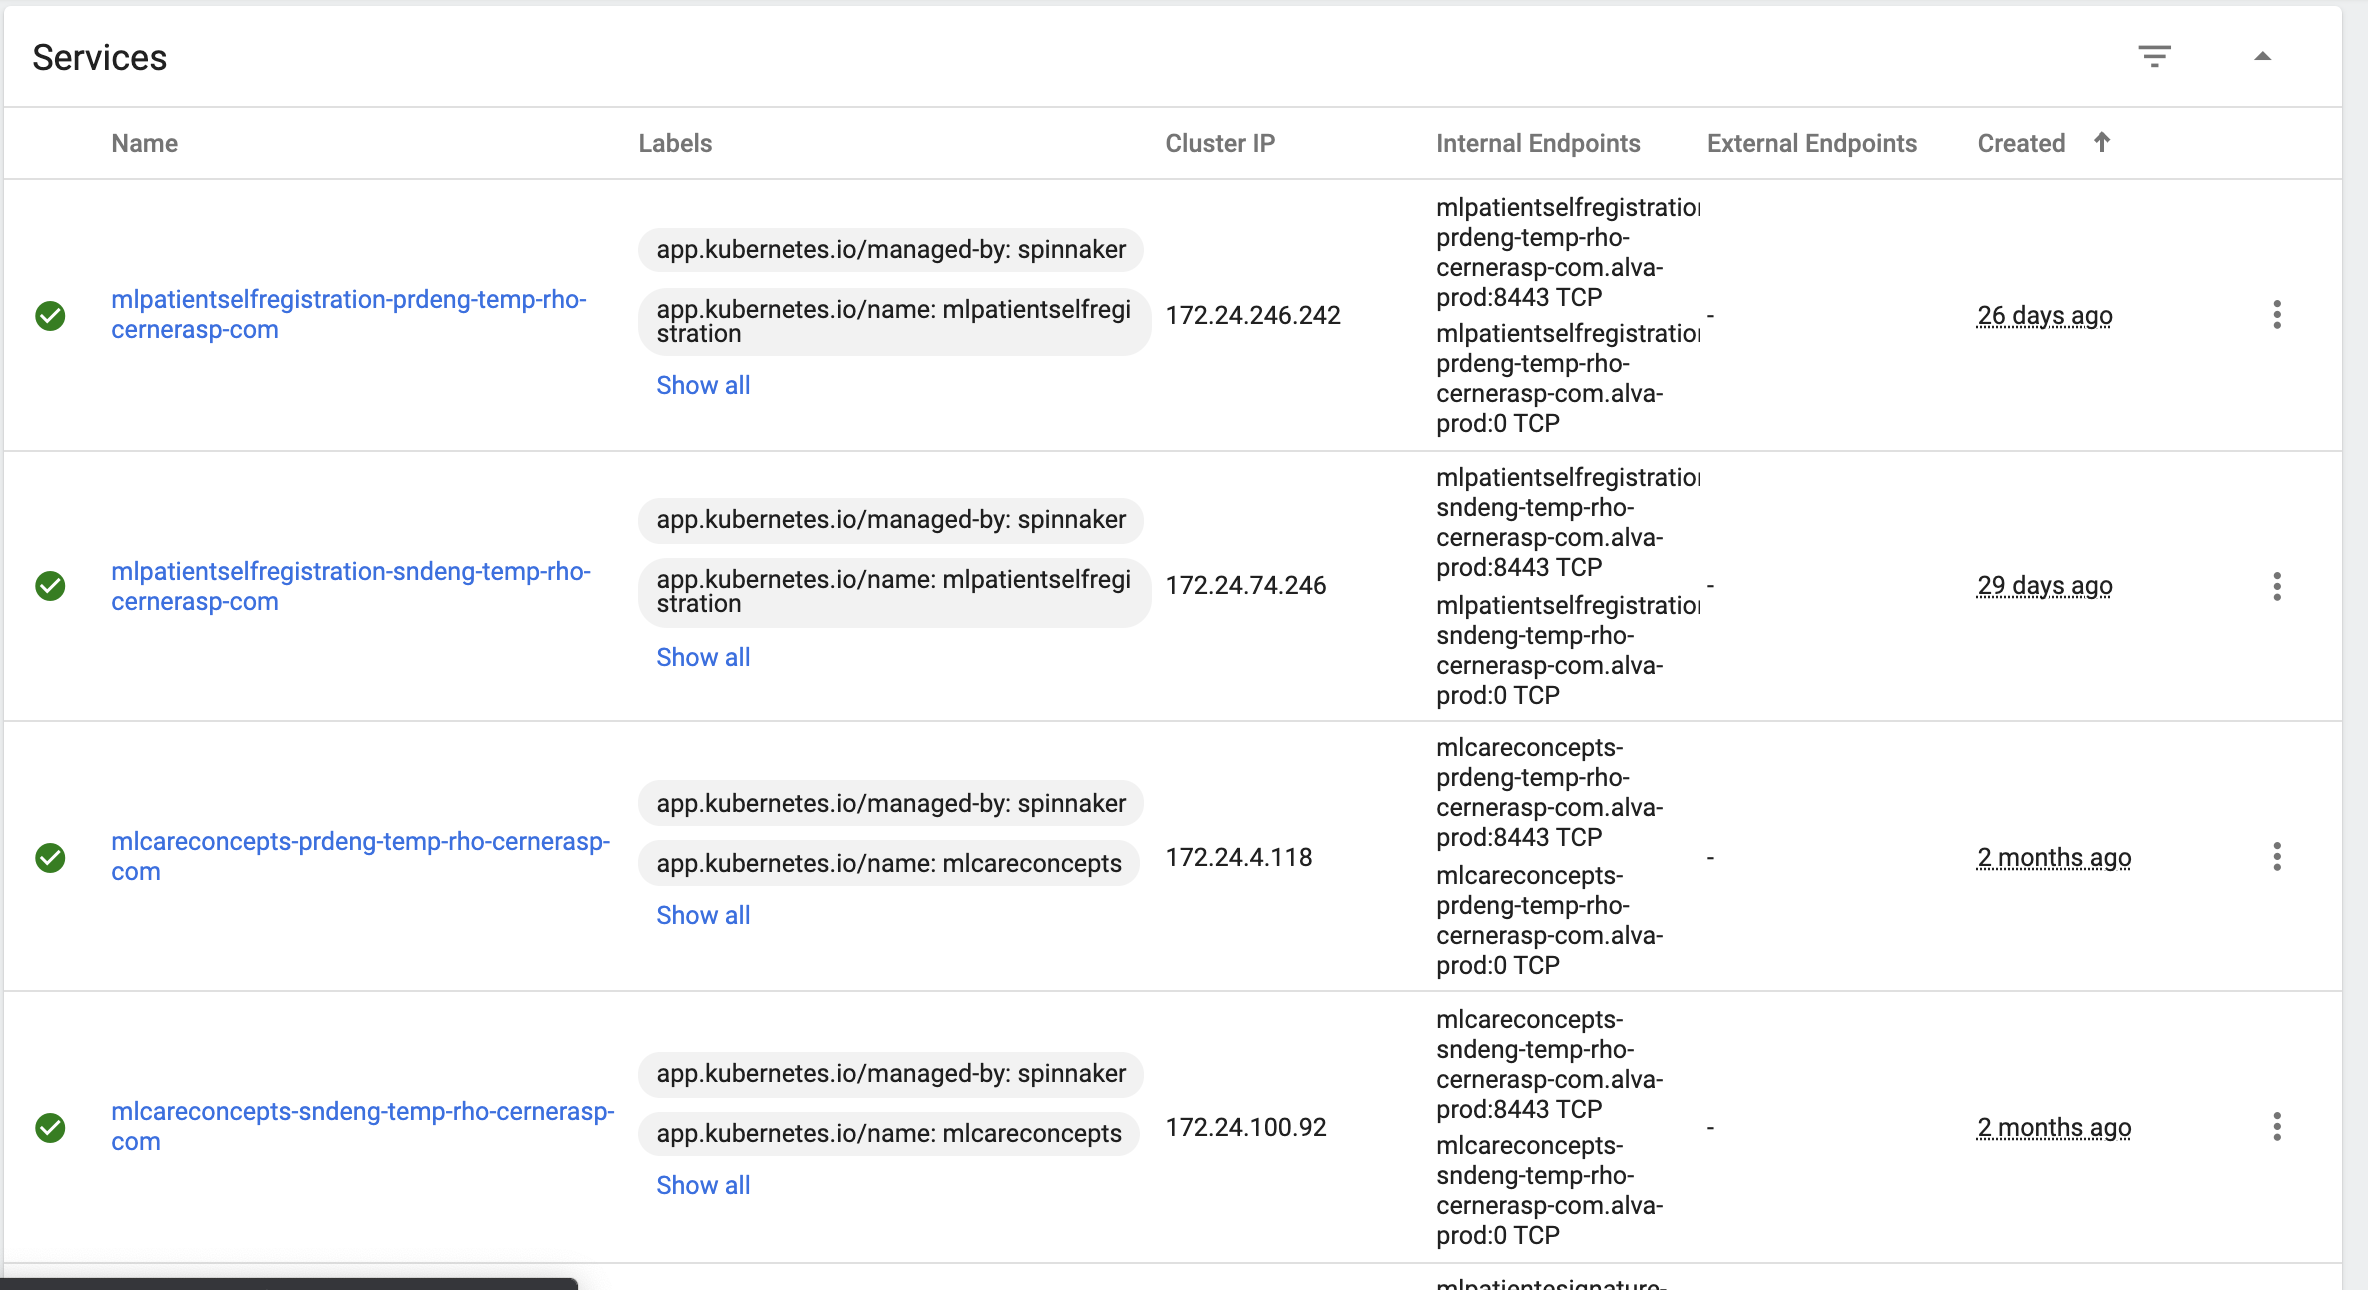 Services
Name Labels Cluster IP Internal Endpoints External Endpoints Created
mlpatientselfregistration-prdeng-temp-rho-
cernerasp-com
app.kubernetes.io/managed-by: spinnaker
app.kubernetes.io/name: mlpatientselfregi
stration
Show all
172.24.246.242
mlpatientselfregistration
prdeng-temp-rho-
cernerasp-com.alva-
prod:8443 TCP
mlpatientselfregistration
prdeng-temp-rho-
cernerasp-com.alva-
prod:0 TCP
-
26 days ago
mlpatientselfregistration-sndeng-temp-rho-
cernerasp-com
app.kubernetes.io/managed-by: spinnaker
app.kubernetes.io/name: mlpatientselfregi
stration
Show all
172.24.74.246
mlpatientselfregistration
sndeng-temp-rho-
cernerasp-com.alva-
prod:8443 TCP
mlpatientselfregistration
sndeng-temp-rho-
cernerasp-com.alva-
prod:0 TCP
-
29 days ago
mlcareconcepts-prdeng-temp-rho-cernerasp-
com
app.kubernetes.io/managed-by: spinnaker
app.kubernetes.io/name: mlcareconcepts
Show all
172.24.4.118
mlcareconcepts-
prdeng-temp-rho-
cernerasp-com.alva-
prod:8443 TCP
mlcareconcepts-
prdeng-temp-rho-
cernerasp-com.alva-
prod:0 TCP
-
2 months ago
mlcareconcepts-sndeng-temp-rho-cernerasp-
com
app.kubernetes.io/managed-by: spinnaker
app.kubernetes.io/name: mlcareconcepts
Show all
172.24.100.92
mlcareconcepts-
sndeng-temp-rho-
cernerasp-com.alva-
prod:8443 TCP
mlcareconcepts-
sndeng-temp-rho-
cernerasp-com.alva-
prod:0 TCP
-
2 months ago
mlpatientesignature-